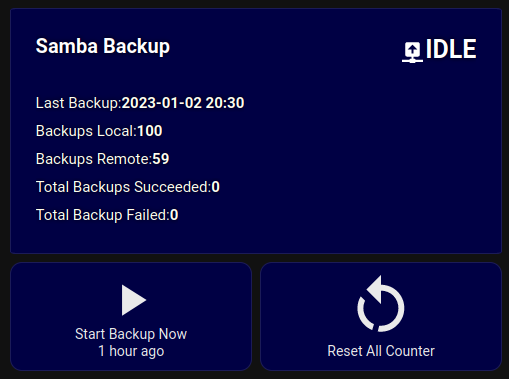 Samba Backup
IDLE
Last Backup:2023-01-02 20:30
Backups Local:100
Backups Remote:59
Total Backups Succeeded:0
Total Backup Failed:0
Start Backup Now
1 hour ago
Reset All Counter